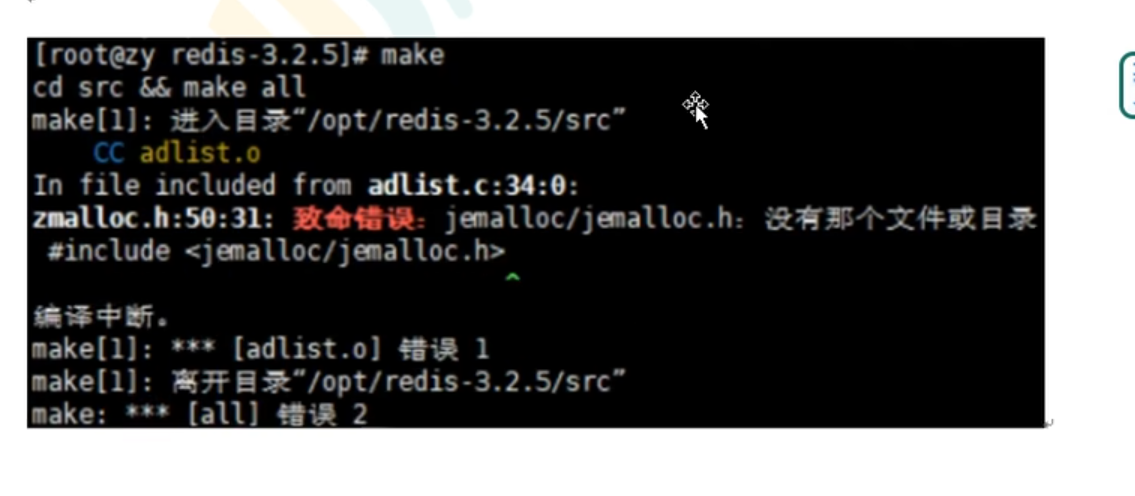 [root@zy redis-3.2.5]# make
cd src && make all
make[1]: 进入目录“/opt/redis-3.2.5/src”
    CC adlist.o
In file included from adlist.c:34:0:
zmalloc.h:50:31: 致命错误：jemalloc/jemalloc.h：没有那个文件或目录
 #include <jemalloc/jemalloc.h>
                               ^
编译中断。
make[1]: *** [adlist.o] 错误 1
make[1]: 离开目录“/opt/redis-3.2.5/src”
make: *** [all] 错误 2